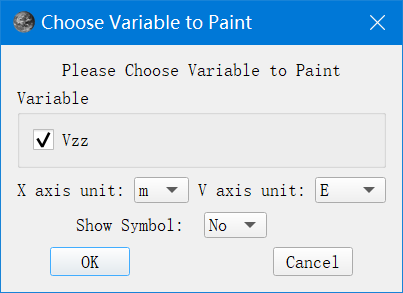 Choose Variable to Paint
Please Choose Variable to Paint
Variable
Vzz
X axis unit: m V axis unit: E
Show Symbol: No
OK Cancel